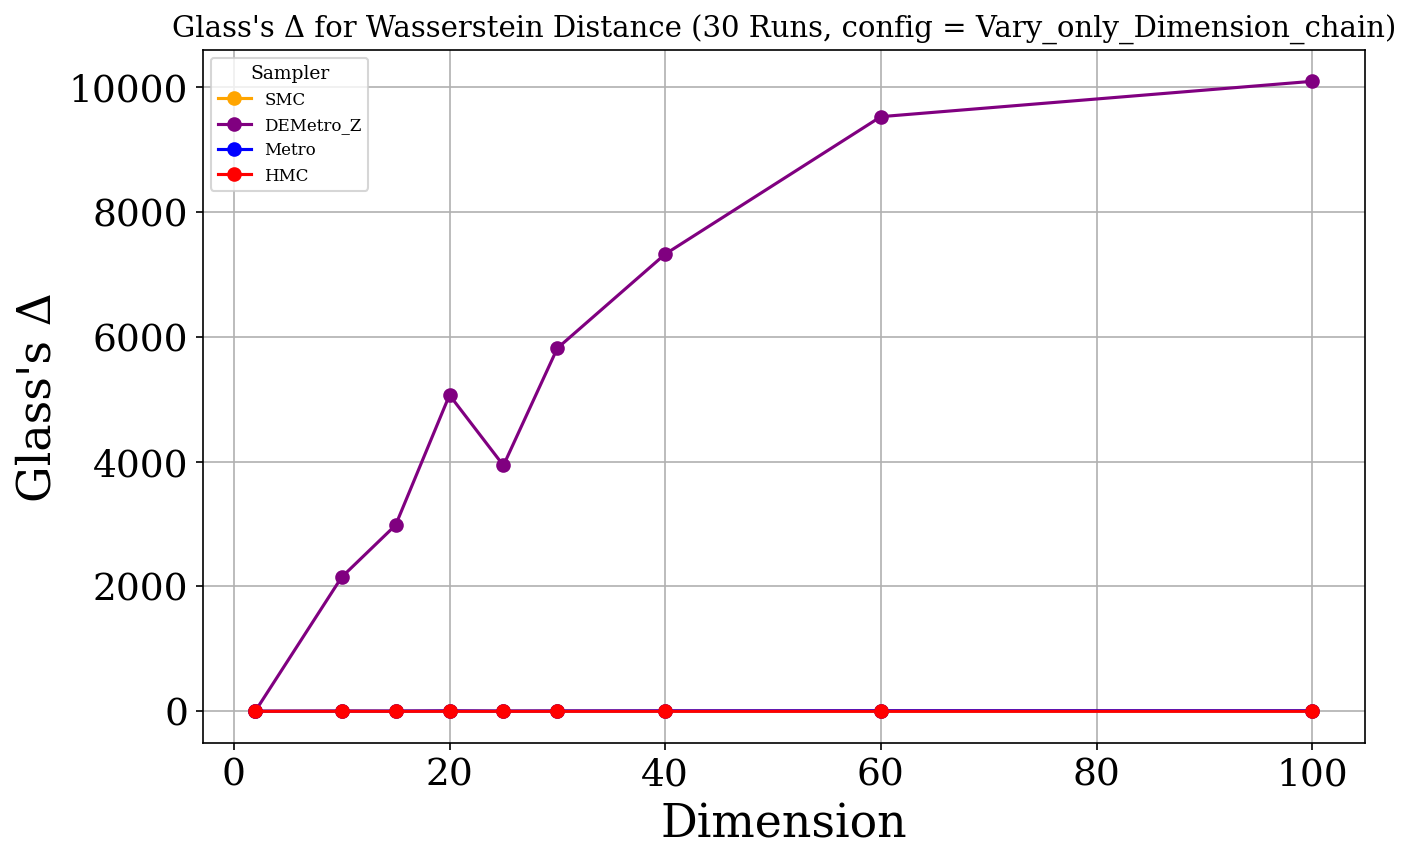 Glass's Δ for Wasserstein Distance (30 Runs, config = Vary_only_Dimension_chain)
Sampler
SMC
DEMetro_Z
Metro
HMC
10000
8000
6000
4000
2000
0
Glass's Δ
0 20 40 60 80 100
Dimension